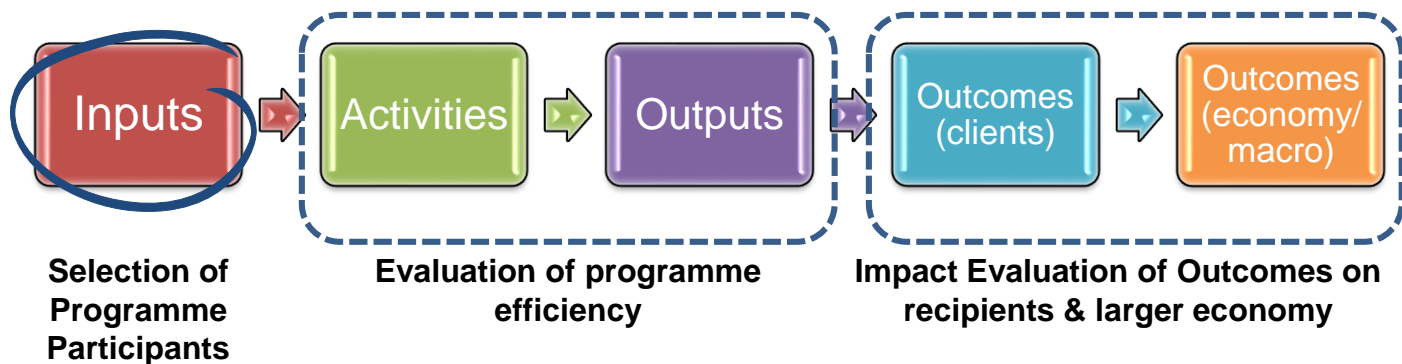 Inputs
Activities
Outputs
Outcomes
(clients)
Outcomes
(economy/
macro)
Selection of
Programme
Participants
Evaluation of programme
efficiency
Impact Evaluation of Outcomes on
recipients & larger economy